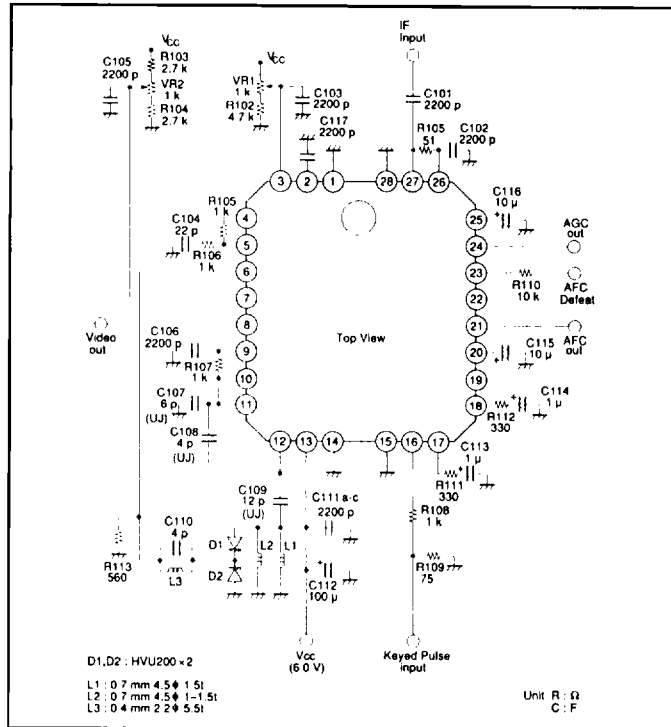 IF
Input
VCC
C105
2200 p
R103
2.7 k
VR2
1 k
R104
2.7 k
VCC
VR1
1 k
R102
4.7 k
C103
2200 p
C117
2200 p
C101
2200 p
R105
51
C102
2200 p
3
2
1
28
27
26
C116
10 μ
AGC
out
C104
22 p
R105
1 k
R106
1 k
4
5
6
7
8
9
10
11
25
24
23
22
21
20
19
18
R110
10 k
AFC
Defeat
AFC
out
C115
10 μ
Video
out
Top View
C106
2200 p
R107
1 k
C107
6 p
(UJ)
C108
4 p
(UJ)
C114
1 μ
R112
330
12
13
14
15
16
17
C113
1 μ
R111
330
C109
12 p
(UJ)
C111 a-c
2200 p
R108
1 k
C110
4 p
D1
D2
L2
L1
R113
560
L3
C112
100 μ
R109
75
Vcc
(6 0 V)
Keyed Pulse
input
D1,D2 : HVU200 × 2
L1 : 0 7 mm 4.5 φ 1 5t
L2 : 0 7 mm 4.5 φ 1-1.5t
L3 : 0 4 mm 2 2 φ 5.5t
Unit R : Ω
C : F